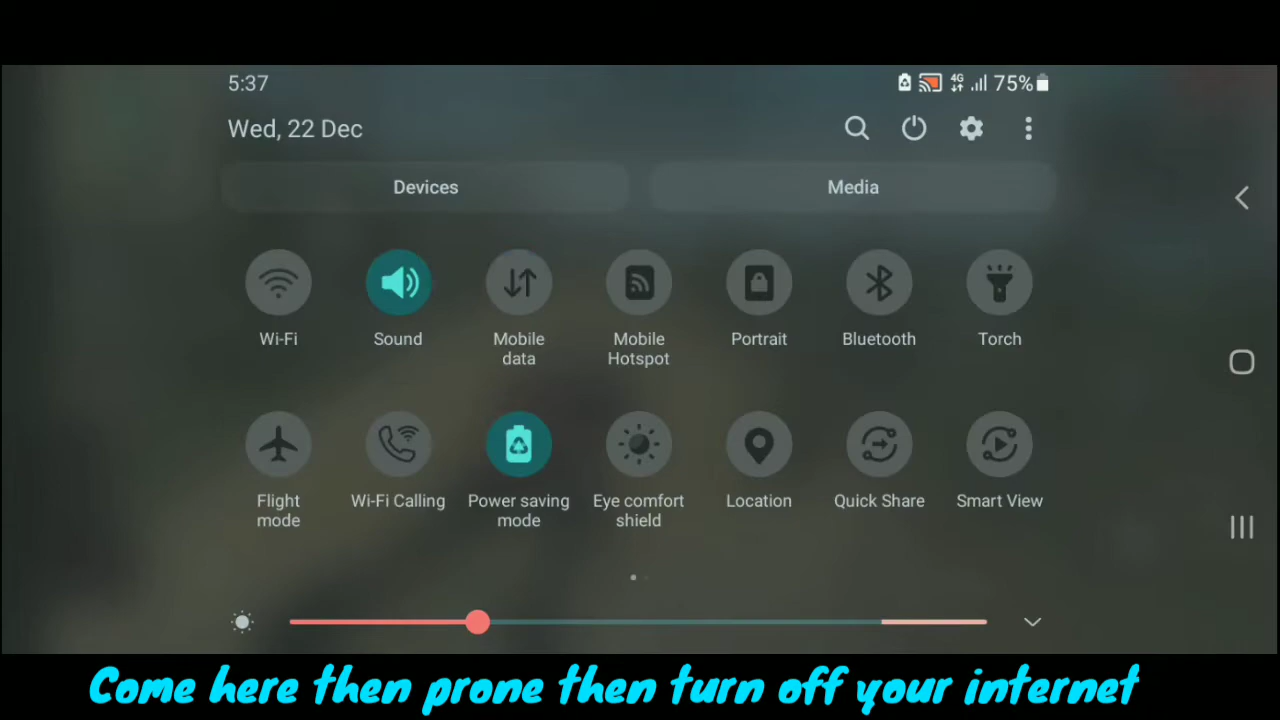 5:37
4G 75%
Wed, 22 Dec
Devices Media
Wi-Fi Sound Mobile data Mobile Hotspot Portrait Bluetooth Torch
Flight mode Wi-Fi Calling Power saving mode Eye comfort shield Location Quick Share Smart View
Come here then prone then turn off your internet